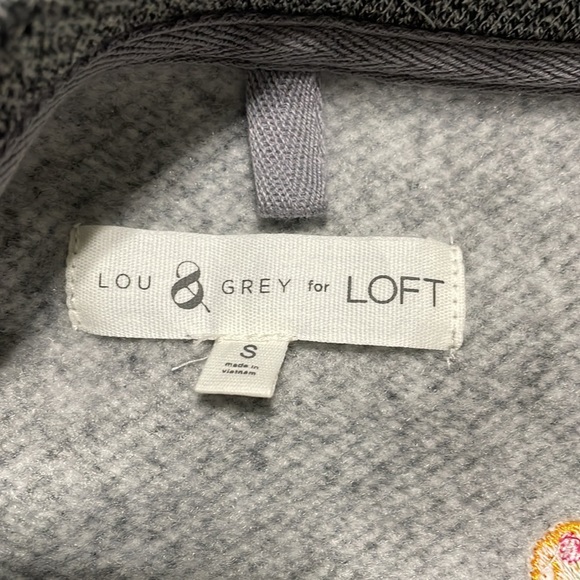 LOU & GREY for LOFT
S
made in
vietnam